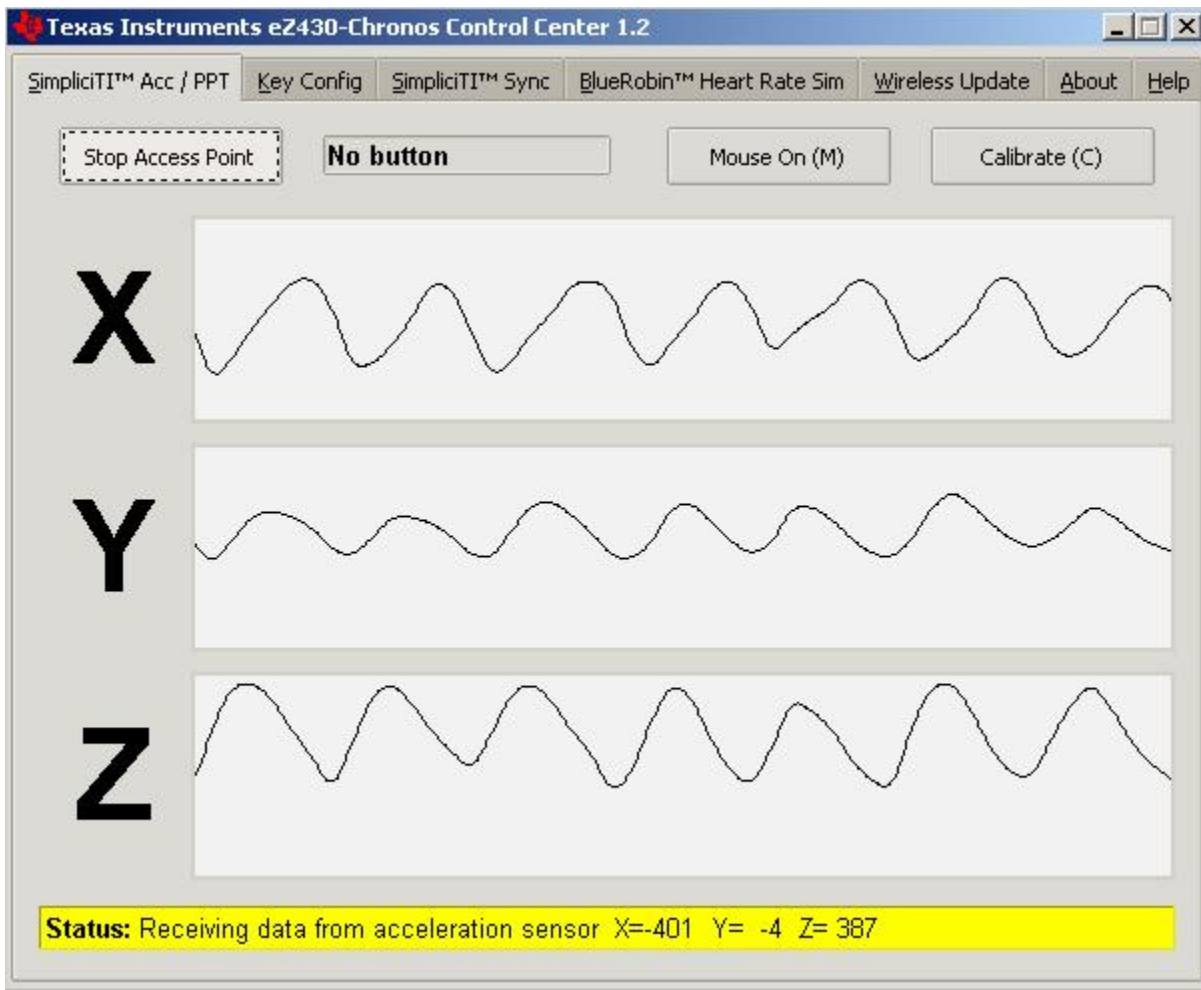 Texas Instruments eZ430-Chronos Control Center 1.2
SimpliciTI™ Acc / PPT Key Config SimpliciTI™ Sync BlueRobin™ Heart Rate Sim Wireless Update About Help
Stop Access Point No button Mouse On (M) Calibrate (C)
X
Y
Z
Status: Receiving data from acceleration sensor X=-401 Y= -4 Z= 387